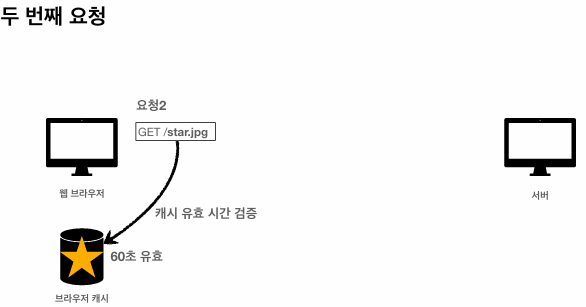 두 번째 요청
요청2
GET /star.jpg
웹 브라우저
서버
캐시 유효 시간 검증
60초 유효
브라우저 캐시